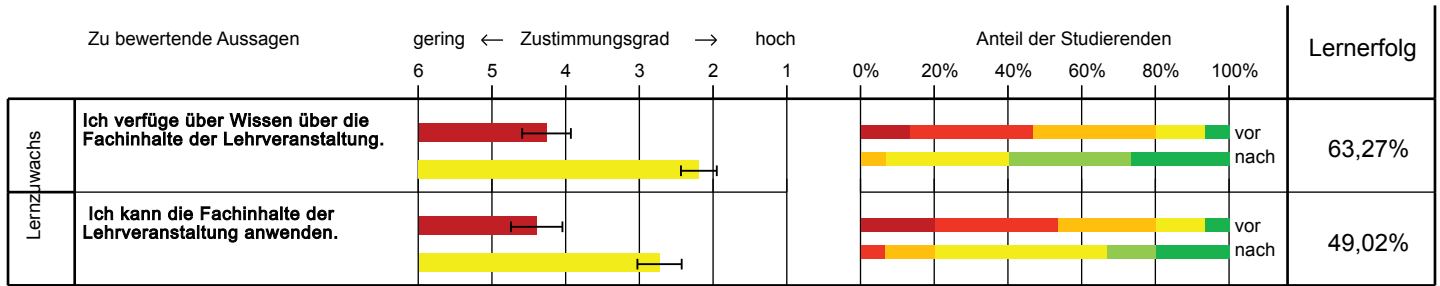 Zu bewertende Aussagen gering ← Zustimmungsgrad → hoch Anteil der Studierenden Lernerfolg
6 5 4 3 2 1 0% 20% 40% 60% 80% 100%
Lernzuwachs
Ich verfüge über Wissen über die
Fachinhalte der Lehrveranstaltung.
vor
nach
63,27%
Ich kann die Fachinhalte der
Lehrveranstaltung anwenden.
vor
nach
49,02%